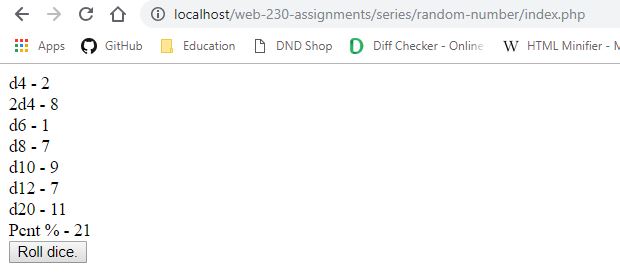 localhost/web-230-assignments/series/random-number/index.php
Apps GitHub Education DND Shop Diff Checker - Online W HTML Minifier - M
d4 - 2
2d4 - 8
d6 - 1
d8 - 7
d10 - 9
d12 - 7
d20 - 11
Pcnt % - 21
Roll dice.